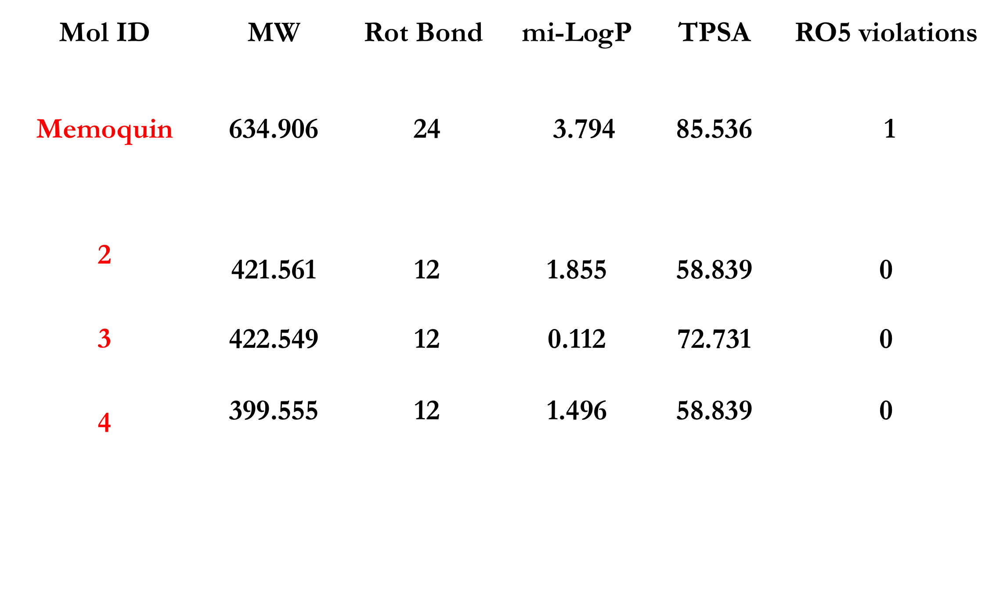 Mol ID MW Rot Bond mi-LogP TPSA RO5 violations
Memoquin 634.906 24 3.794 85.536 1
2 421.561 12 1.855 58.839 0
3 422.549 12 0.112 72.731 0
4 399.555 12 1.496 58.839 0